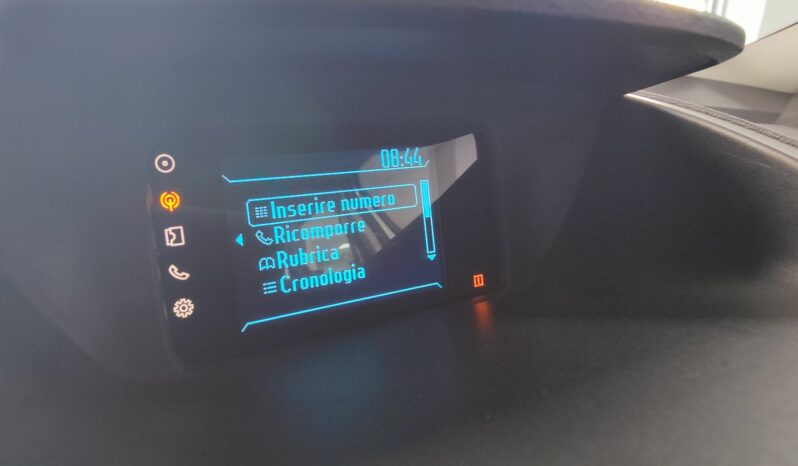 08:44
Inserire numero
Ricomporre
Rubrica
Cronologia